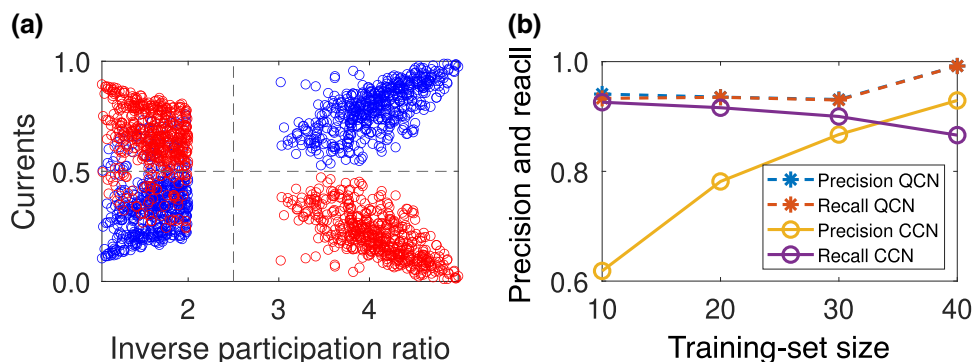 (a)
Currents
1.0
0.5
0.0
2
3
4
Inverse participation ratio
(b)
Precision and reacll
1.0
0.8
0.6
Precision QCN
Recall QCN
Precision CCN
Recall CCN
10
20
30
40
Training-set size